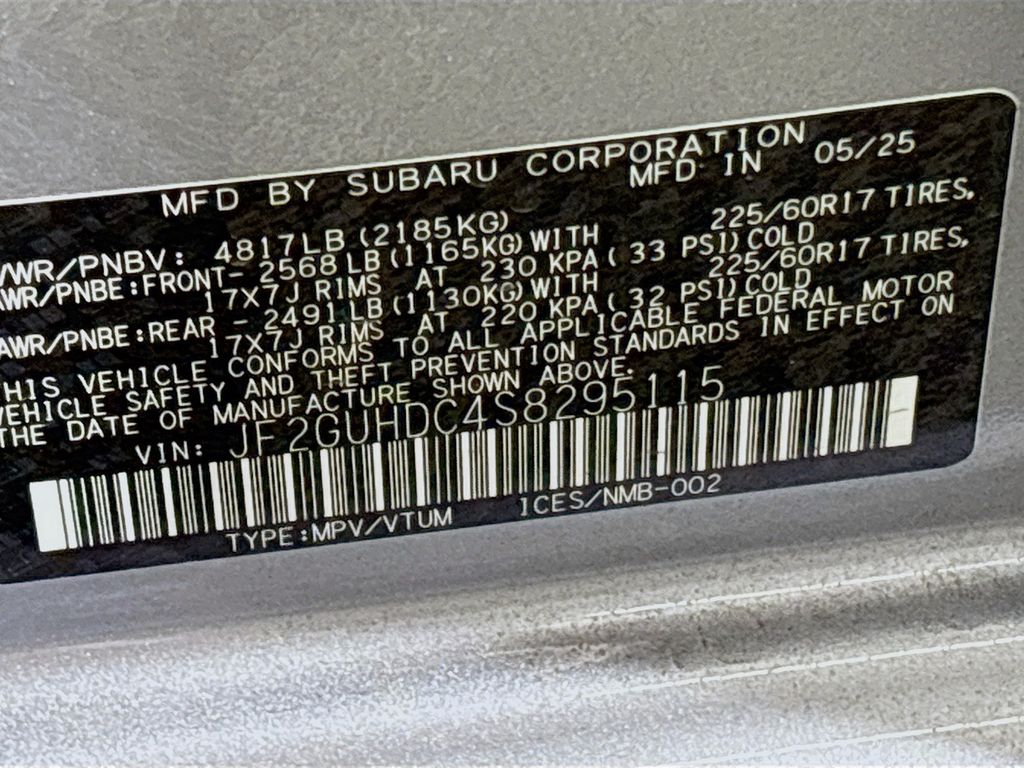 MFD BY SUBARU CORPORATION
MFD IN 05/25
VWR/PNBV: 4817LB (2185KG)
AWR/PNBE:FRONT- 2568 LB (1165KG) WITH 225/60R17 TIRES,
17X7J RIMS AT 230 KPA ( 33 PSI) COLD
AWR/PNBE:REAR - 2491 LB (1130KG) WITH 225/60R17 TIRES,
17X7J RIMS AT 220 KPA ( 32 PSI) COLD
THIS VEHICLE CONFORMS TO ALL APPLICABLE FEDERAL MOTOR
VEHICLE SAFETY AND THEFT PREVENTION STANDARDS IN EFFECT ON
THE DATE OF MANUFACTURE SHOWN ABOVE.
VIN: JF2GUHDC4S8295115
TYPE:MPV/VTUM ICES/NMB-002